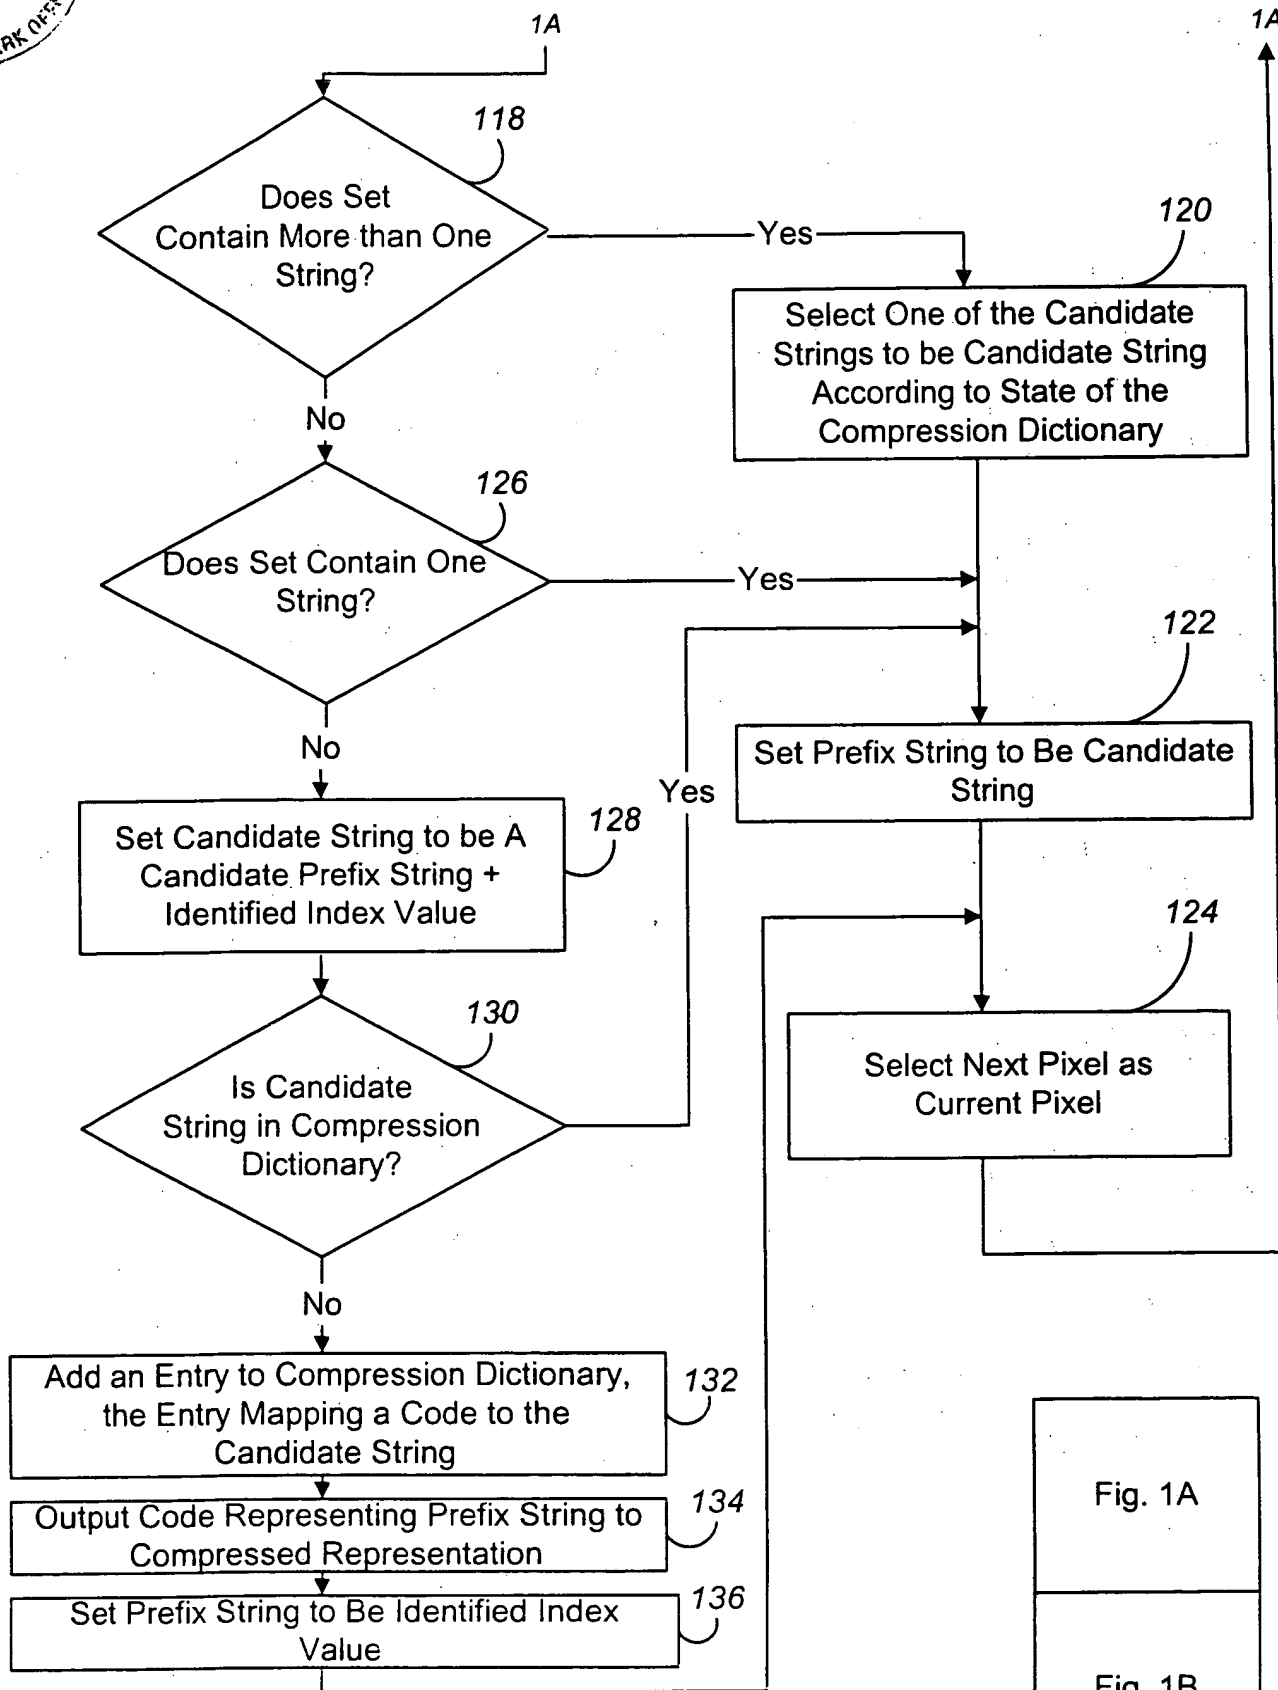 1A
1A
118
Does Set
Contain More than One
String?
Yes
120
Select One of the Candidate
Strings to be Candidate String
According to State of the
Compression Dictionary
No
126
Does Set Contain One
String?
Yes
122
Set Prefix String to Be Candidate
String
No
Yes
128
Set Candidate String to be A
Candidate Prefix String +
Identified Index Value
124
Select Next Pixel as
Current Pixel
130
Is Candidate
String in Compression
Dictionary?
No
132
Add an Entry to Compression Dictionary,
the Entry Mapping a Code to the
Candidate String
134
Output Code Representing Prefix String to
Compressed Representation
136
Set Prefix String to Be Identified Index
Value
Fig. 1A
Fig. 1B